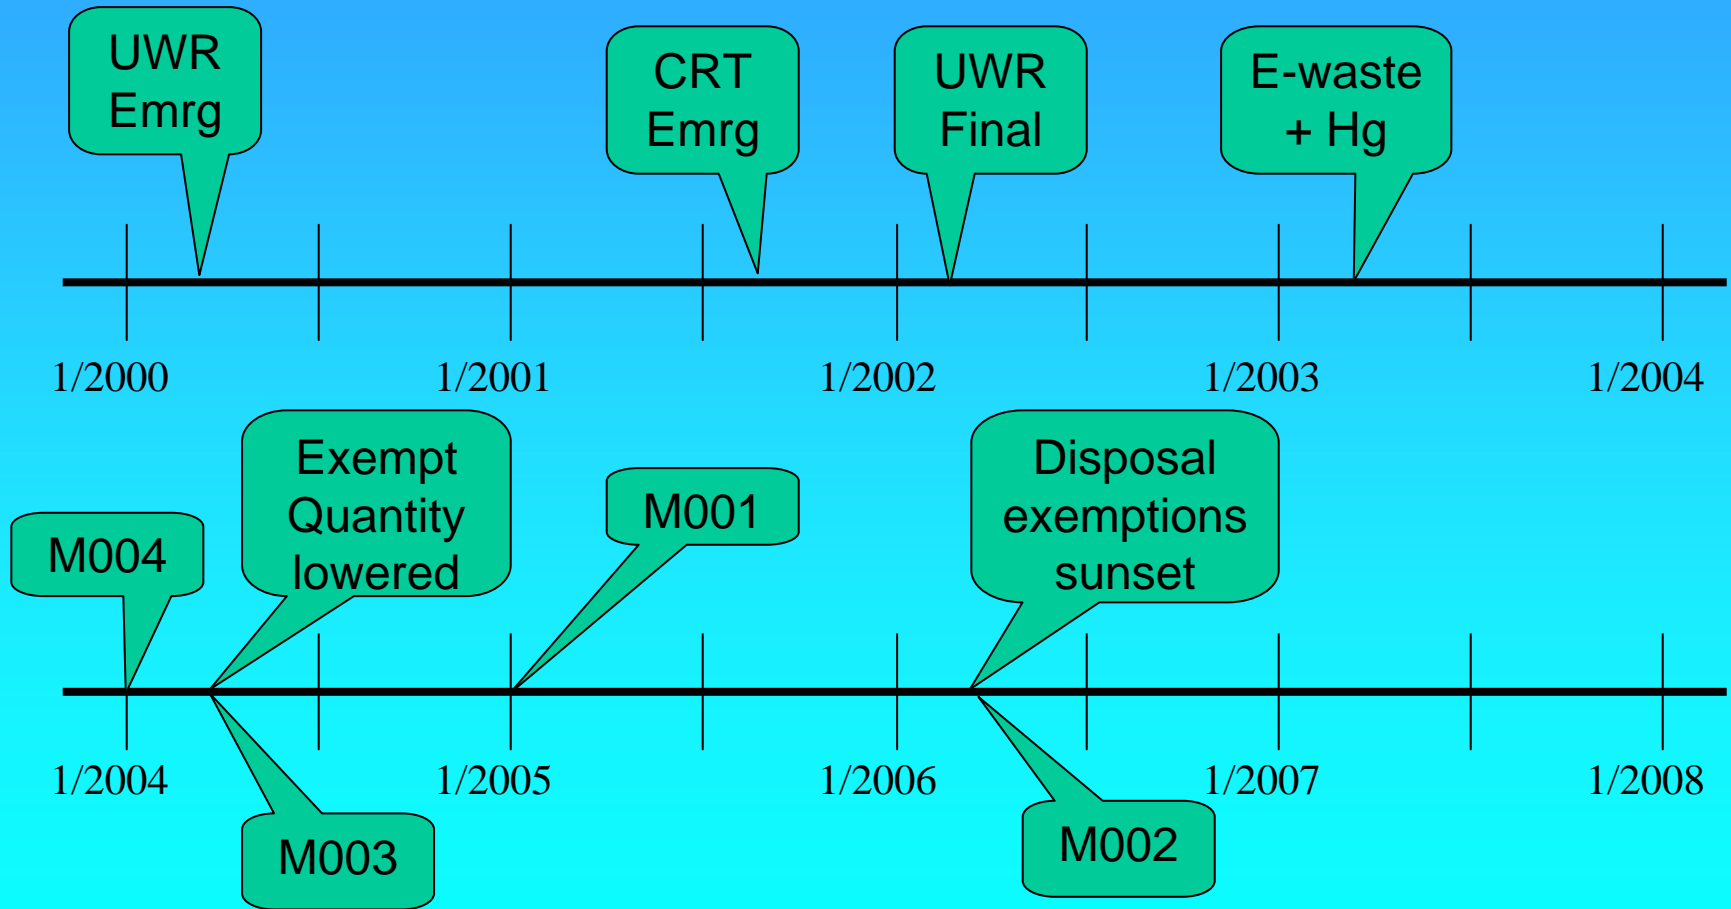 UWR
Emrg
CRT
Emrg
UWR
Final
E-waste
+ Hg
1/2000
1/2001
1/2002
1/2003
1/2004
M004
Exempt
Quantity
lowered
M001
Disposal
exemptions
sunset
1/2004
1/2005
1/2006
1/2007
1/2008
M003
M002